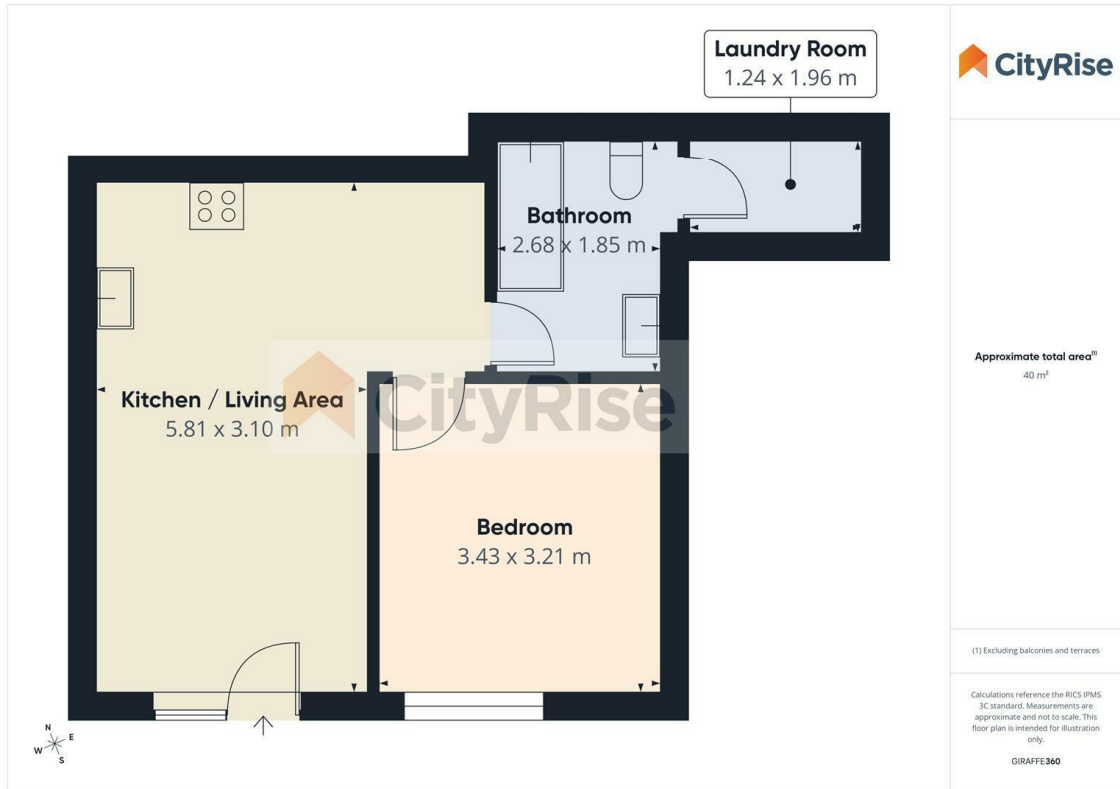 Laundry Room
1.24 x 1.96 m
CityRise
Bathroom
2.68 x 1.85 m
Approximate total area(1)
40 m²
CityRise
Kitchen / Living Area
5.81 x 3.10 m
Bedroom
3.43 x 3.21 m
(1) Excluding balconies and terraces
Calculations reference the RICS IPMS
3C standard. Measurements are
approximate and not to scale. This
floor plan is intended for illustration
only.
GIRAFFE360
N
E
W
S